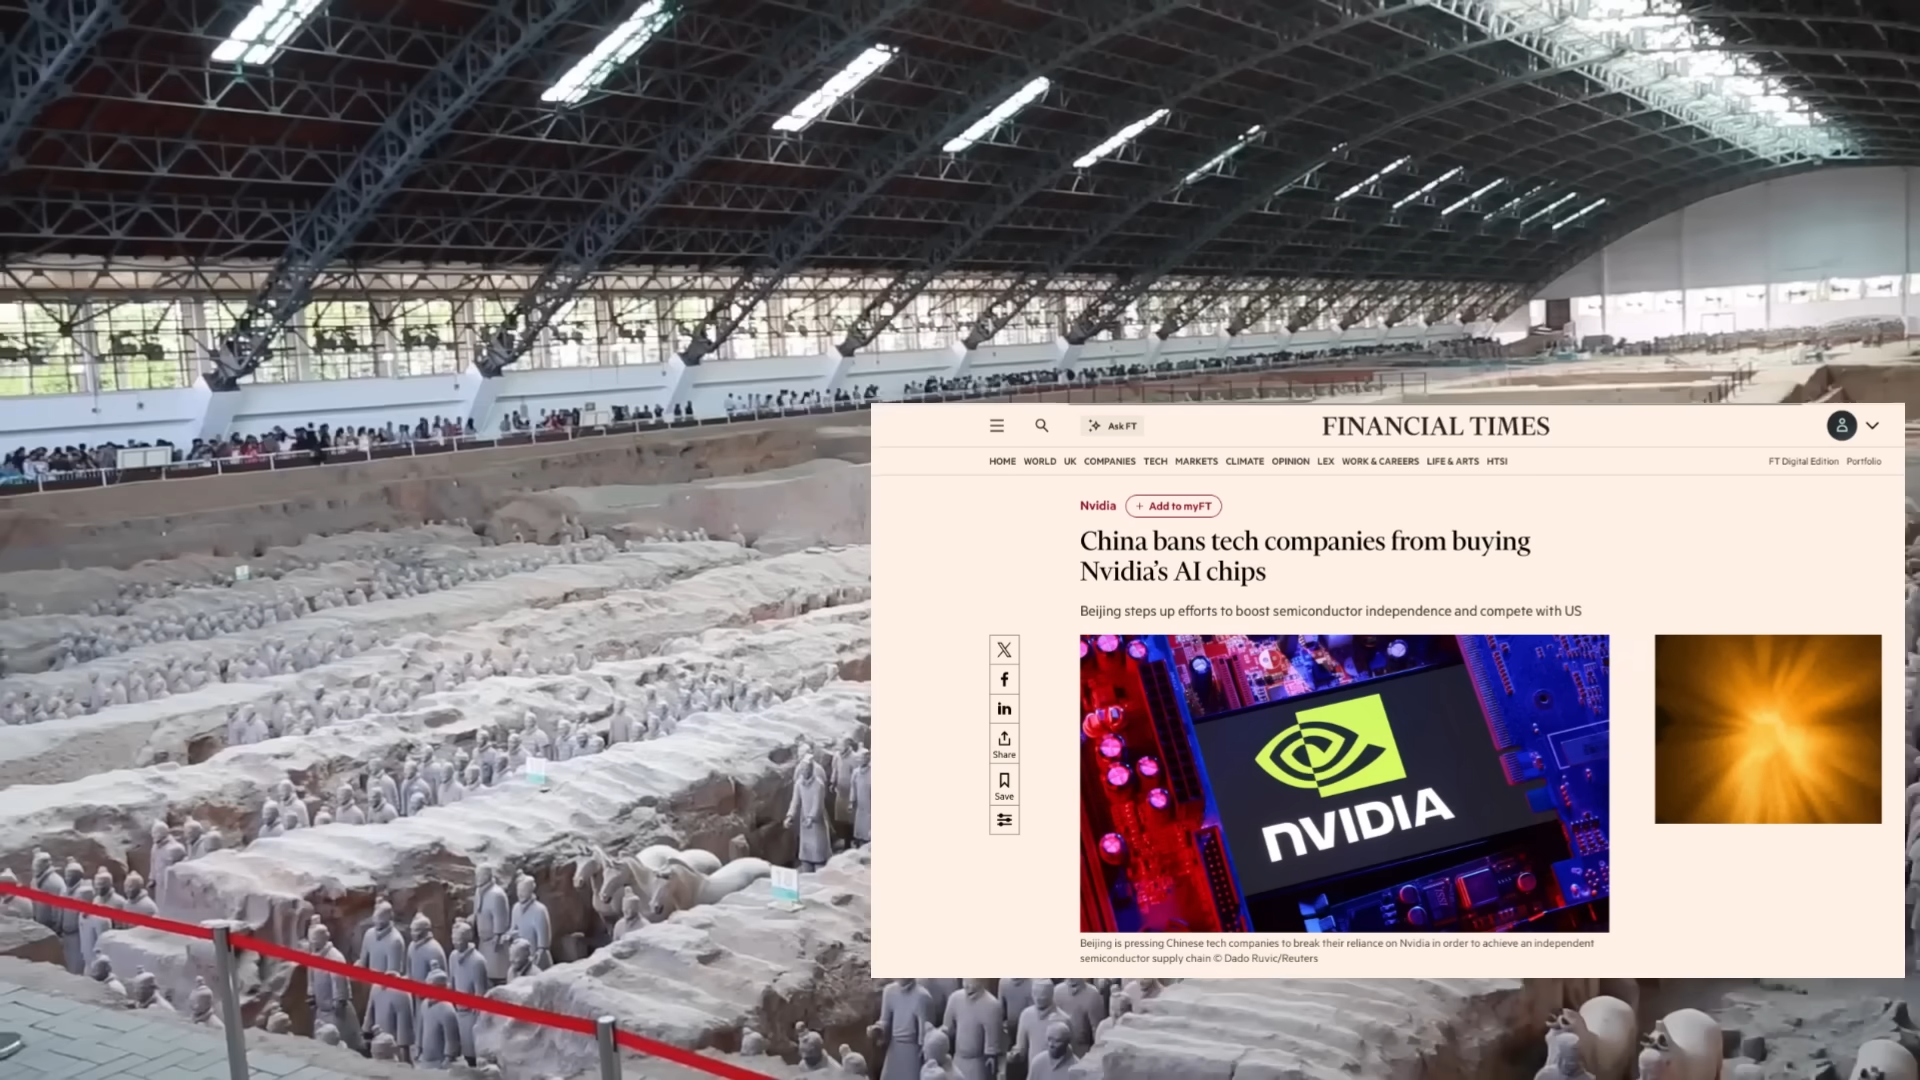 Ask FT
FINANCIAL TIMES
HOME WORLD UK COMPANIES TECH MARKETS CLIMATE OPINION LEX WORK & CAREERS LIFE & ARTS HTSI
FT Digital Edition Portfolio
Nvidia + Add to myFT
China bans tech companies from buying
Nvidia's AI chips
Beijing steps up efforts to boost semiconductor independence and compete with US
Share
Save
NVIDIA
Beijing is pressing Chinese tech companies to break their reliance on Nvidia in order to achieve an independent
semiconductor supply chain © Dado Ruvic/Reuters